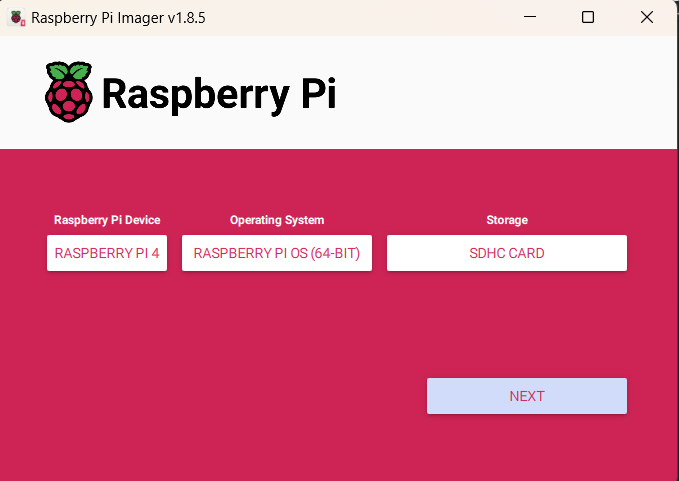 Raspberry Pi Imager v1.8.5
Raspberry Pi
Raspberry Pi Device Operating System Storage
RASPBERRY PI 4 RASPBERRY PI OS (64-BIT) SDHC CARD
NEXT